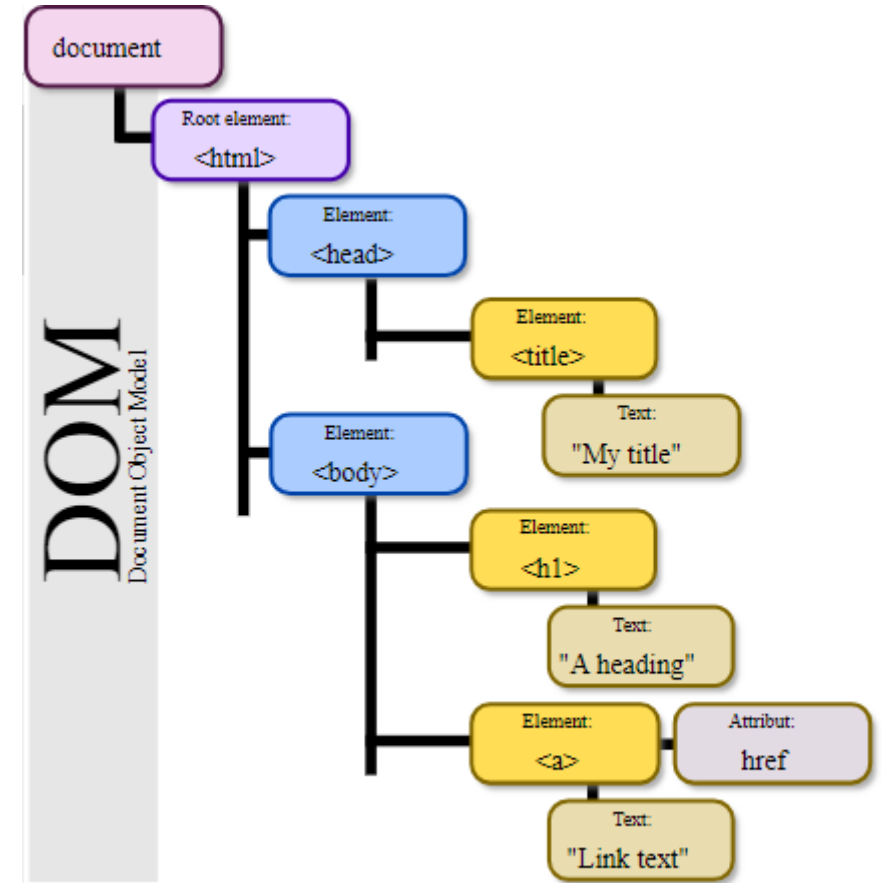 document
Root element:
<html>
Element:
<head>
Element:
<title>
Text:
"My title"
Element:
<body>
Element:
<h1>
Text:
"A heading"
Element:
<a>
Attribut:
href
Text:
"Link text"
DOM
Document Object Model